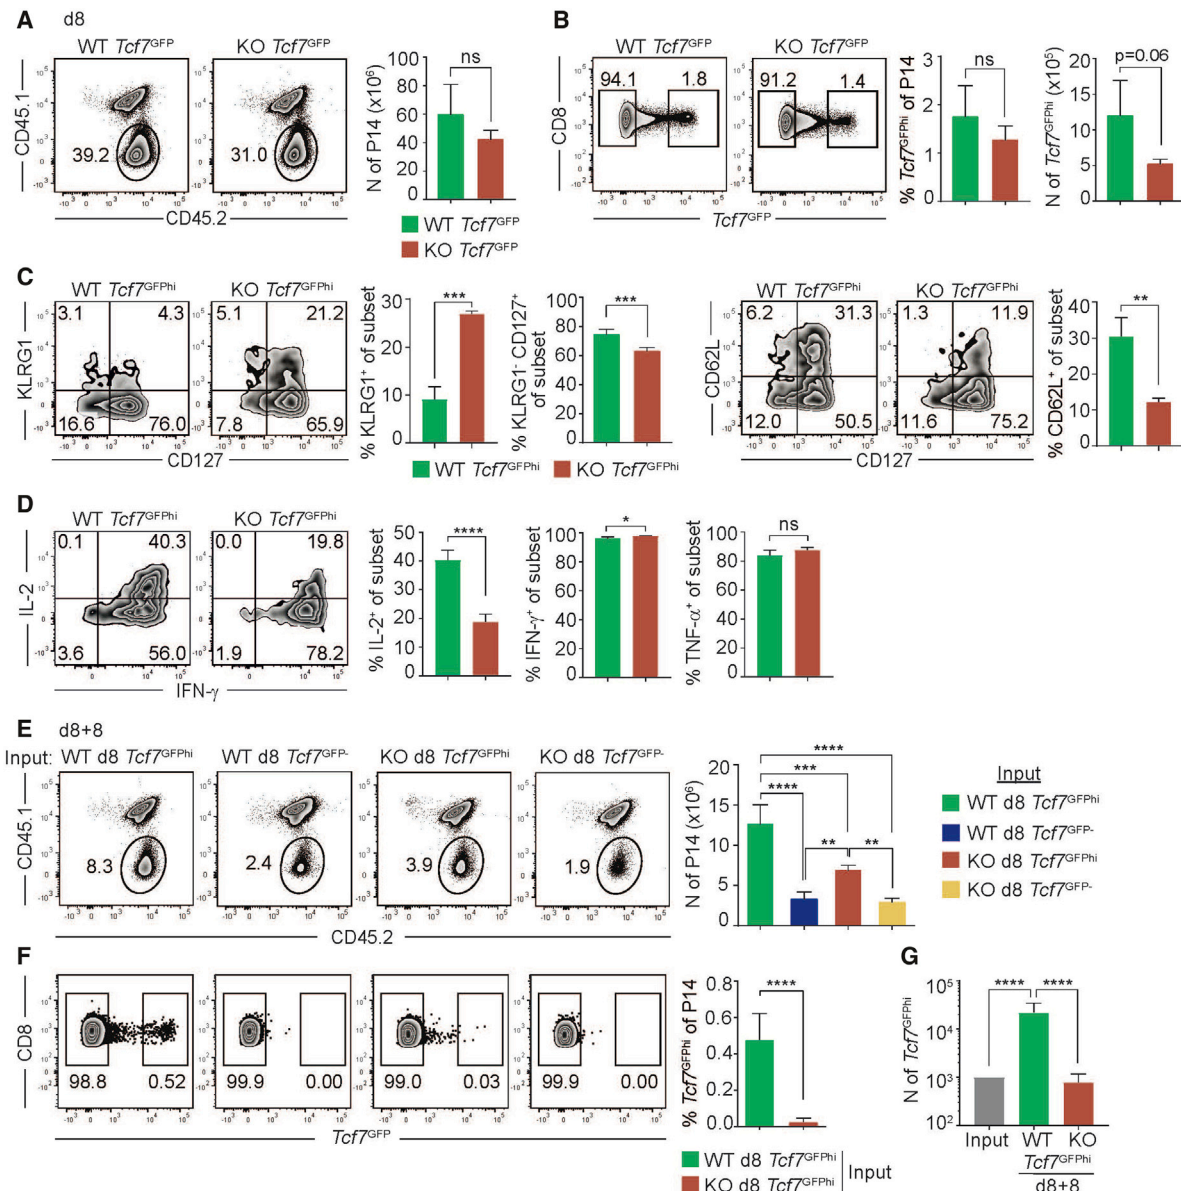 A d8
WT Tcf7GFP
KO Tcf7GFP
CD45.1
39.2
31.0
CD45.2
N of P14 (x10⁶)
100
80
60
40
20
0
ns
WT Tcf7GFP
KO Tcf7GFP
B
WT Tcf7GFP
KO Tcf7GFP
CD8
94.1 1.8
91.2 1.4
Tcf7GFP
% Tcf7GFPhi of P14
3
2
1
0
ns
N of Tcf7GFPhi (x10⁵)
20
15
10
5
0
p=0.06
C
WT Tcf7GFPhi
KO Tcf7GFPhi
KLRG1
3.1 4.3
16.6 76.0
5.1 21.2
7.8 65.9
CD127
% KLRG1⁺ of subset
30
20
10
0
***
% KLRG1⁻ CD127⁺
of subset
100
80
60
40
20
0
***
WT Tcf7GFPhi
KO Tcf7GFPhi
WT Tcf7GFPhi
KO Tcf7GFPhi
CD62L
6.2 31.3
12.0 50.5
1.3 11.9
11.6 75.2
CD127
% CD62L⁺ of subset
40
30
20
10
0
**
D
WT Tcf7GFPhi
KO Tcf7GFPhi
IL-2
0.1 40.3
3.6 56.0
0.0 19.8
1.9 78.2
IFN-γ
% IL-2⁺ of subset
50
40
30
20
10
0
****
% IFN-γ⁺ of subset
100
80
60
40
20
0
*
% TNF-α⁺ of subset
100
80
60
40
20
0
ns
E d8+8
Input: WT d8 Tcf7GFPhi
WT d8 Tcf7GFP-
KO d8 Tcf7GFPhi
KO d8 Tcf7GFP-
CD45.1
8.3
2.4
3.9
1.9
CD45.2
N of P14 (x10⁶)
20
15
10
5
0
****
***
****
** **
Input
WT d8 Tcf7GFPhi
WT d8 Tcf7GFP-
KO d8 Tcf7GFPhi
KO d8 Tcf7GFP-
F
CD8
98.8 0.52
99.9 0.00
99.0 0.03
99.9 0.00
Tcf7GFP
% Tcf7GFPhi of P14
0.8
0.6
0.4
0.2
0.0
****
WT d8 Tcf7GFPhi
KO d8 Tcf7GFPhi
Input
G
N of Tcf7GFPhi
10⁵
10⁴
10³
10²
**** ****
Input WT KO
Tcf7GFPhi
d8+8